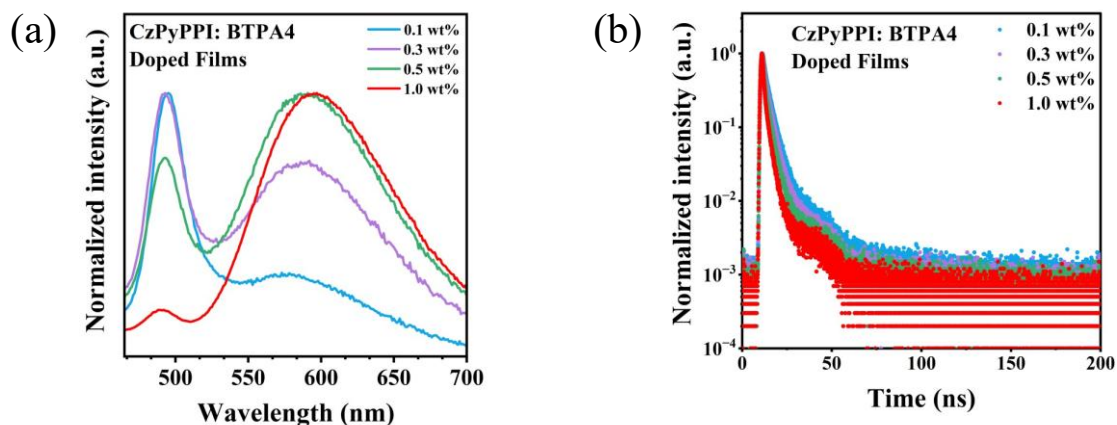 (a)
CzPyPPI: BTPA4
Doped Films
0.1 wt%
0.3 wt%
0.5 wt%
1.0 wt%
Normalized intensity (a.u.)
500 550 600 650 700
Wavelength (nm)
(b)
CzPyPPI: BTPA4
Doped Films
0.1 wt%
0.3 wt%
0.5 wt%
1.0 wt%
Normalized intensity (a.u.)
10⁰
10⁻¹
10⁻²
10⁻³
10⁻⁴
0 50 100 150 200
Time (ns)